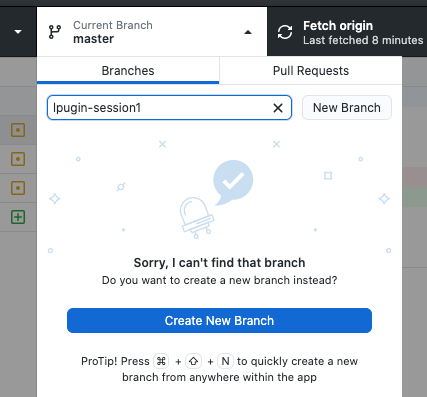 Current Branch
master
Fetch origin
Last fetched 8 minutes
Branches
Pull Requests
lpugin-session1
New Branch
Sorry, I can't find that branch
Do you want to create a new branch instead?
Create New Branch
ProTip! Press ⌘ + ⇧ + N to quickly create a new
branch from anywhere within the app